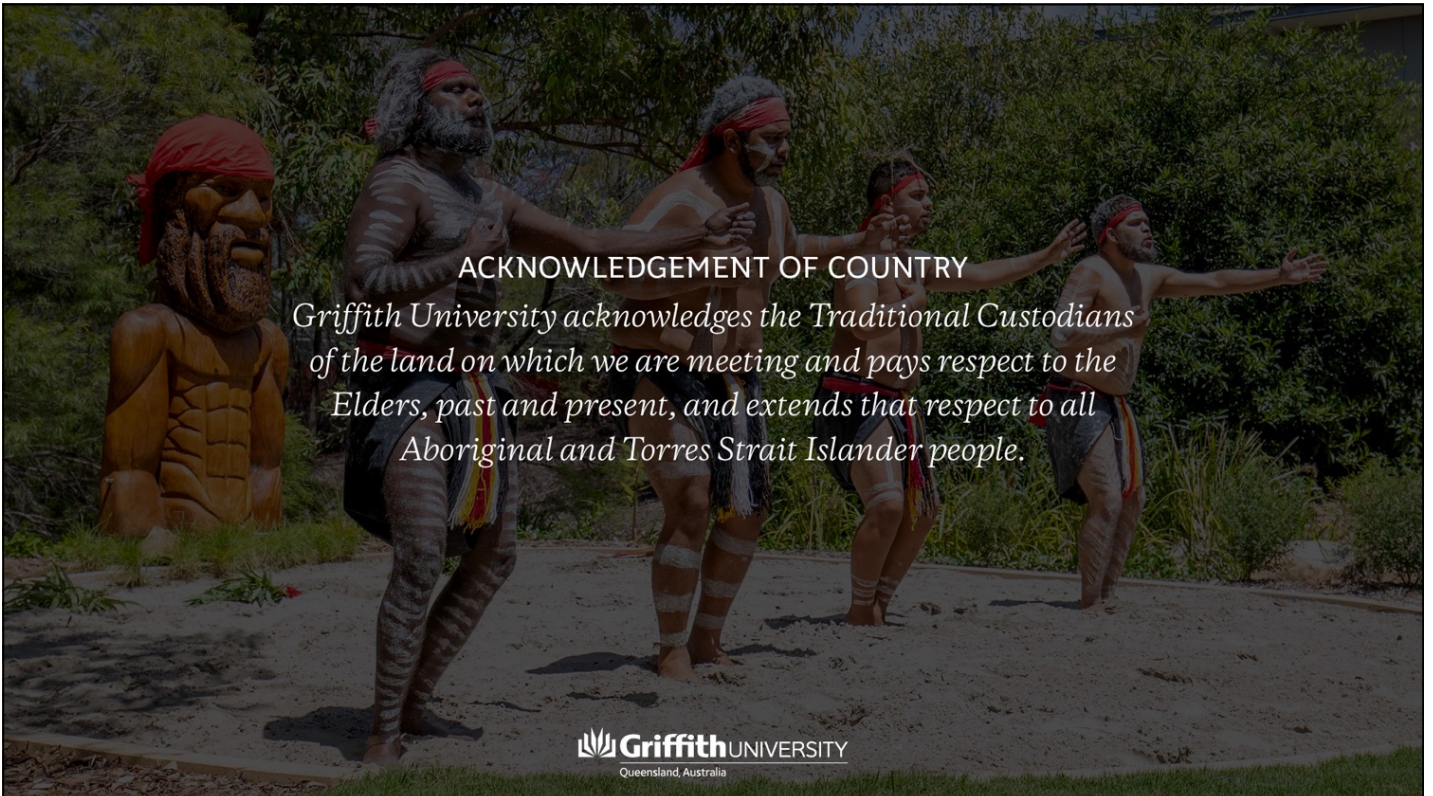 ACKNOWLEDGEMENT OF COUNTRY
Griffith University acknowledges the Traditional Custodians
of the land on which we are meeting and pays respect to the
Elders, past and present, and extends that respect to all
Aboriginal and Torres Strait Islander people.
Griffith UNIVERSITY
Queensland, Australia